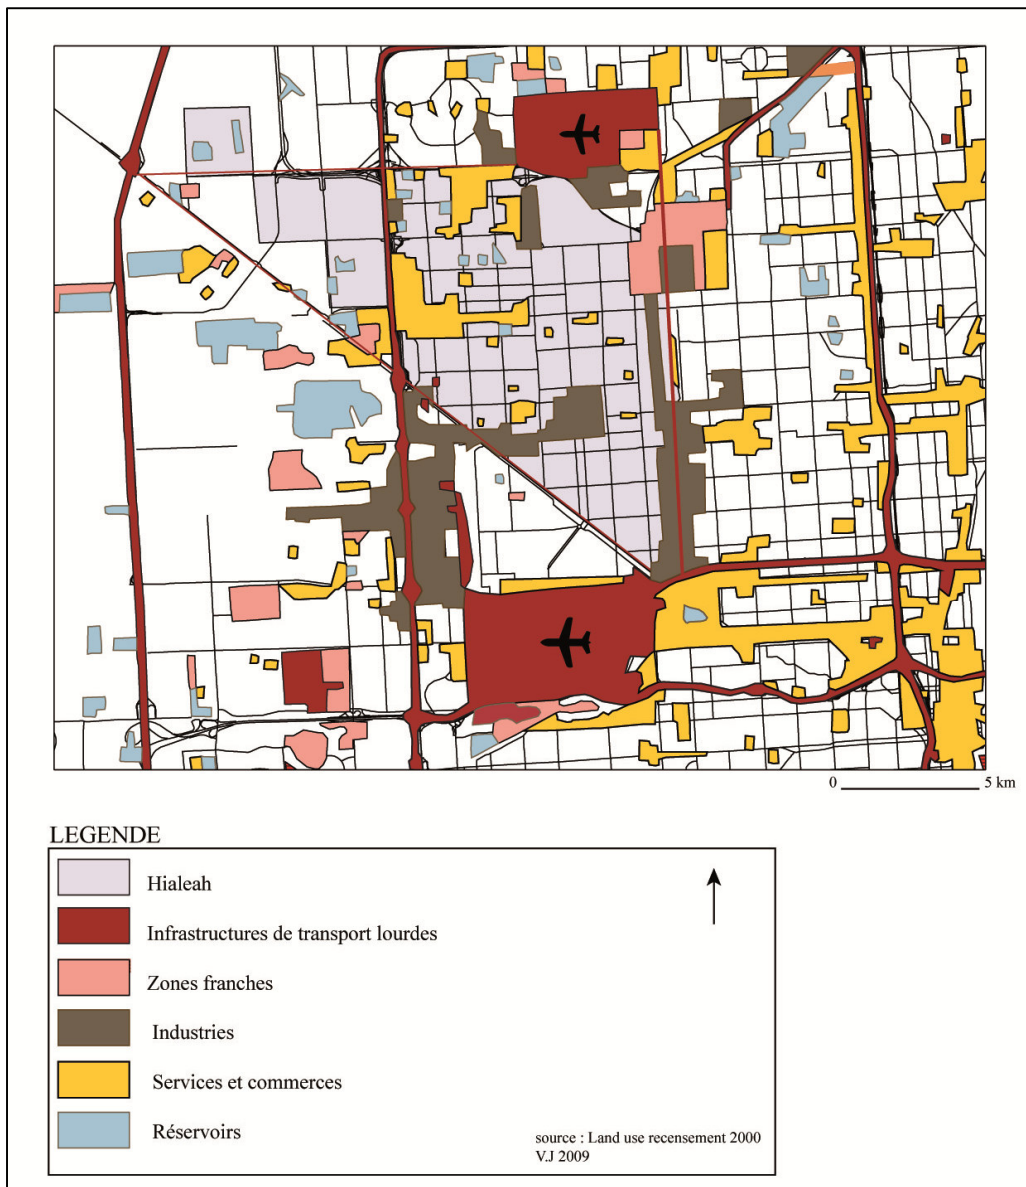 0 5 km
LEGENDE
Hialeah
Infrastructures de transport lourdes
Zones franches
Industries
Services et commerces
Réservoirs
source : Land use recensement 2000
V.J 2009